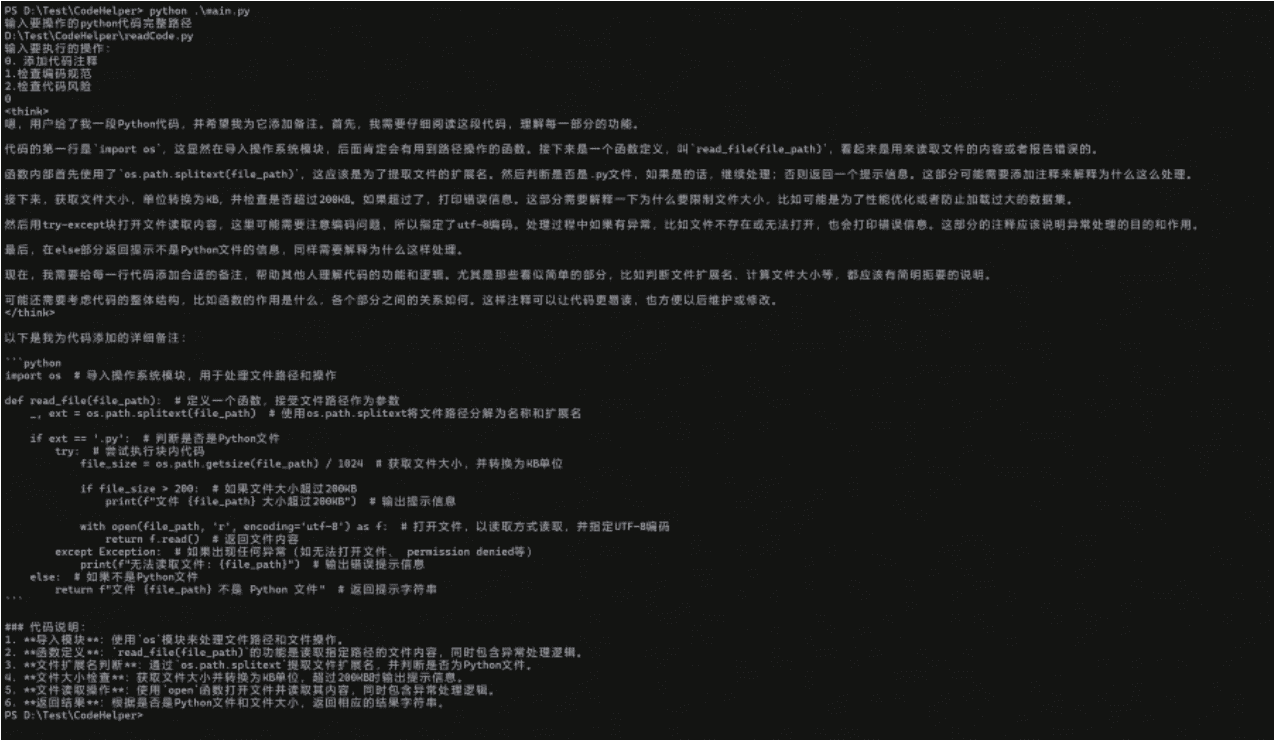 PS D:\Test\CodeHelper> python .\main.py
输入要操作的python代码完整路径
D:\Test\CodeHelper\readCode.py
输入要执行的操作:
0. 添加代码注释
1.检查编码规范
2.检查代码风险
0
<think>
嗯，用户给了我一段Python代码，并希望我为它添加备注。首先，我需要仔细阅读这段代码，理解每一部分的功能。
代码的第一行是`import os`，这显然在导入操作系统模块，后面肯定会有用到路径操作的函数。接下来是一个函数定义，叫`read_file(file_path)`，看起来是用来读取文件的内容或者报告错误的。
函数内部首先使用了`os.path.splitext(file_path)`，这应该是为了提取文件的扩展名。然后判断是否是.py文件，如果是的话，继续处理；否则返回一个提示信息。这部分可能需要添加注释来解释为什么这么处理。
接下来，获取文件大小，单位转换为KB，并检查是否超过200KB。如果超过了，打印错误信息。这部分需要解释一下为什么要限制文件大小，比如可能是为了性能优化或者防止加载过大的数据集。
然后用try-except块打开文件读取内容，这里可能需要注意编码问题，所以指定了utf-8编码。处理过程中如果有异常，比如文件不存在或无法打开，也会打印错误信息。这部分的注释应该说明异常处理的目的和作用。
最后，在else部分返回提示不是Python文件的信息，同样需要解释为什么这样处理。
现在，我需要给每一行代码添加合适的备注，帮助其他人理解代码的功能和逻辑。尤其是那些看似简单的部分，比如判断文件扩展名、计算文件大小等，都应该有简明扼要的说明。
可能还需要考虑代码的整体结构，比如函数的作用是什么，各个部分之间的关系如何。这样注释可以让代码更易读，也方便以后维护或修改。
</think>
以下是我为代码添加的详细备注:
```python
import os  # 导入操作系统模块，用于处理文件路径和操作
def read_file(file_path):  # 定义一个函数，接受文件路径作为参数
    _, ext = os.path.splitext(file_path)  # 使用os.path.splitext将文件路径分解为名称和扩展名
    if ext == '.py':  # 判断是否是Python文件
        try:  # 尝试执行块内代码
            file_size = os.path.getsize(file_path) / 1024  # 获取文件大小，并转换为KB单位
            if file_size > 200:  # 如果文件大小超过200KB
                print(f"文件 {file_path} 大小超过200KB")  # 输出提示信息
            with open(file_path, 'r', encoding='utf-8') as f:  # 打开文件，以读取方式读取，并指定UTF-8编码
                return f.read()  # 返回文件内容
        except Exception:  # 如果出现任何异常（如无法打开文件、 permission denied等）
            print(f"无法读取文件: {file_path}")  # 输出错误提示信息
    else:  # 如果不是Python文件
        return f"文件 {file_path} 不是 Python 文件"  # 返回提示字符串
```
### 代码说明:
1. **导入模块**: 使用`os`模块来处理文件路径和文件操作。
2. **函数定义**: `read_file(file_path)`的功能是读取指定路径的文件内容，同时包含异常处理逻辑。
3. **文件扩展名判断**: 通过`os.path.splitext`提取文件扩展名，并判断是否为Python文件。
4. **文件大小检查**: 获取文件大小并转换为KB单位，超过200KB时输出提示信息。
5. **文件读取操作**: 使用`open`函数打开文件并读取其内容，同时包含异常处理逻辑。
6. **返回结果**: 根据是否是Python文件和文件大小，返回相应的结果字符串。
PS D:\Test\CodeHelper>